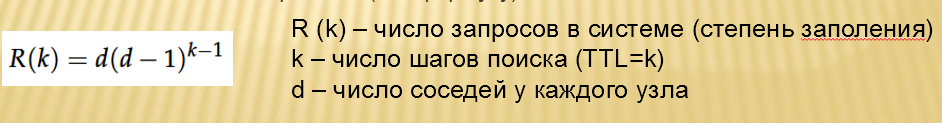 R (k) – число запросов в системе (степень заполения)
R(k) = d(d − 1)^{k−1}
k – число шагов поиска (TTL=k)
d – число соседей у каждого узла